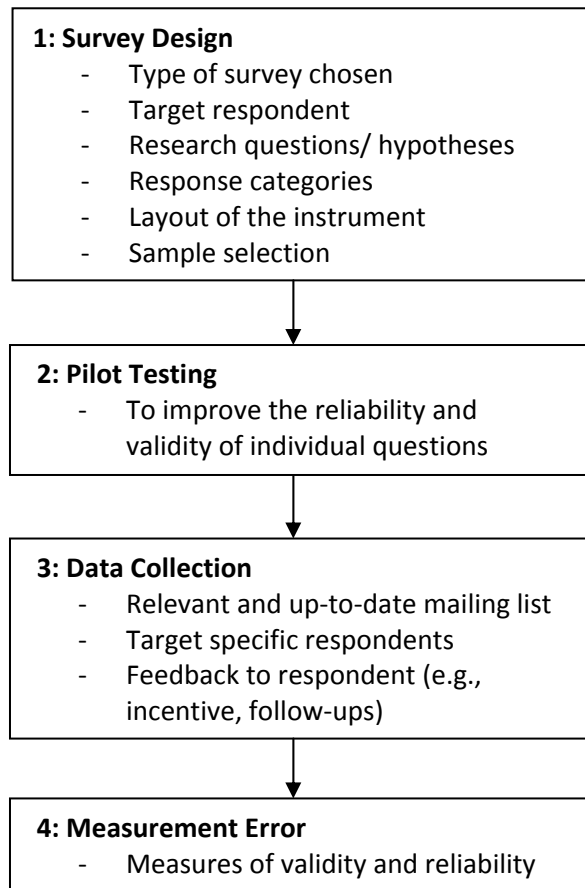 1: Survey Design
- Type of survey chosen
- Target respondent
- Research questions/ hypotheses
- Response categories
- Layout of the instrument
- Sample selection
2: Pilot Testing
- To improve the reliability and
validity of individual questions
3: Data Collection
- Relevant and up-to-date mailing list
- Target specific respondents
- Feedback to respondent (e.g.,
incentive, follow-ups)
4: Measurement Error
- Measures of validity and reliability